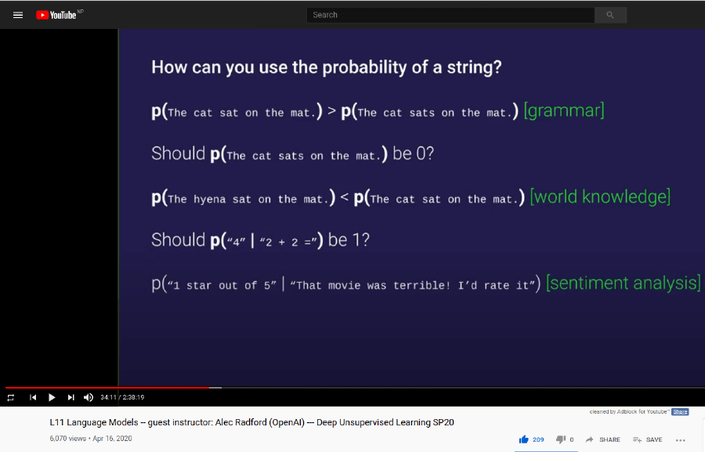 YouTube NP
Search
How can you use the probability of a string?
p(The cat sat on the mat.) > p(The cat sats on the mat.) [grammar]
Should p(The cat sats on the mat.) be 0?
p(The hyena sat on the mat.) < p(The cat sat on the mat.) [world knowledge]
Should p(“4” | “2 + 2 =”) be 1?
p(“1 star out of 5” | “That movie was terrible! I’d rate it”) [sentiment analysis]
34:11 / 2:38:19
cleaned by Adblock for Youtube™ Share
L11 Language Models -- guest instructor: Alec Radford (OpenAI) --- Deep Unsupervised Learning SP20
6,070 views • Apr 16, 2020
209 0 SHARE SAVE